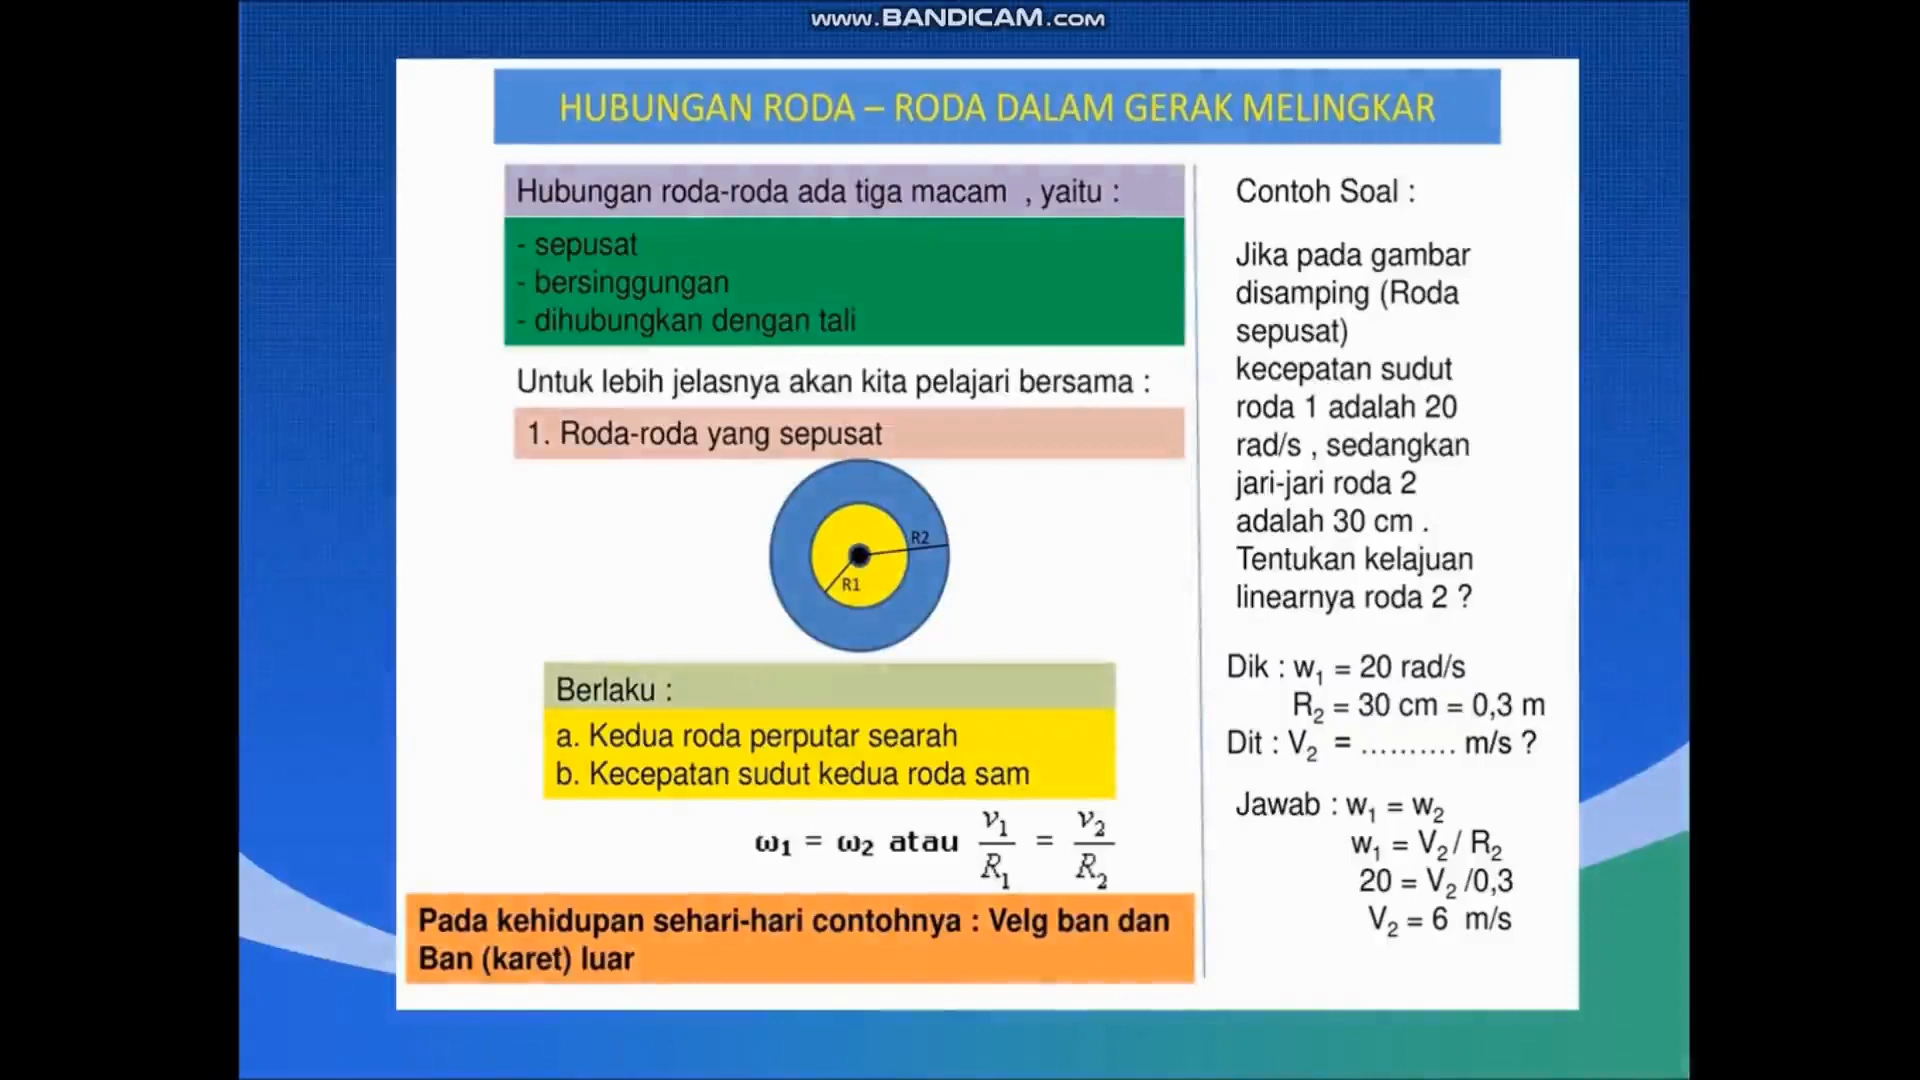 www.BANDICAM.com
HUBUNGAN RODA – RODA DALAM GERAK MELINGKAR
Hubungan roda-roda ada tiga macam , yaitu :
- sepusat
- bersinggungan
- dihubungkan dengan tali
Untuk lebih jelasnya akan kita pelajari bersama :
1. Roda-roda yang sepusat
R2
R1
Berlaku :
a. Kedua roda perputar searah
b. Kecepatan sudut kedua roda sam
ω₁ = ω₂ atau v₁/R₁ = v₂/R₂
Pada kehidupan sehari-hari contohnya : Velg ban dan
Ban (karet) luar
Contoh Soal :
Jika pada gambar
disamping (Roda
sepusat)
kecepatan sudut
roda 1 adalah 20
rad/s , sedangkan
jari-jari roda 2
adalah 30 cm .
Tentukan kelajuan
linearnya roda 2 ?
Dik : w₁ = 20 rad/s
R₂ = 30 cm = 0,3 m
Dit : V₂ = .......... m/s ?
Jawab : w₁ = w₂
w₁ = V₂ / R₂
20 = V₂ /0,3
V₂ = 6 m/s